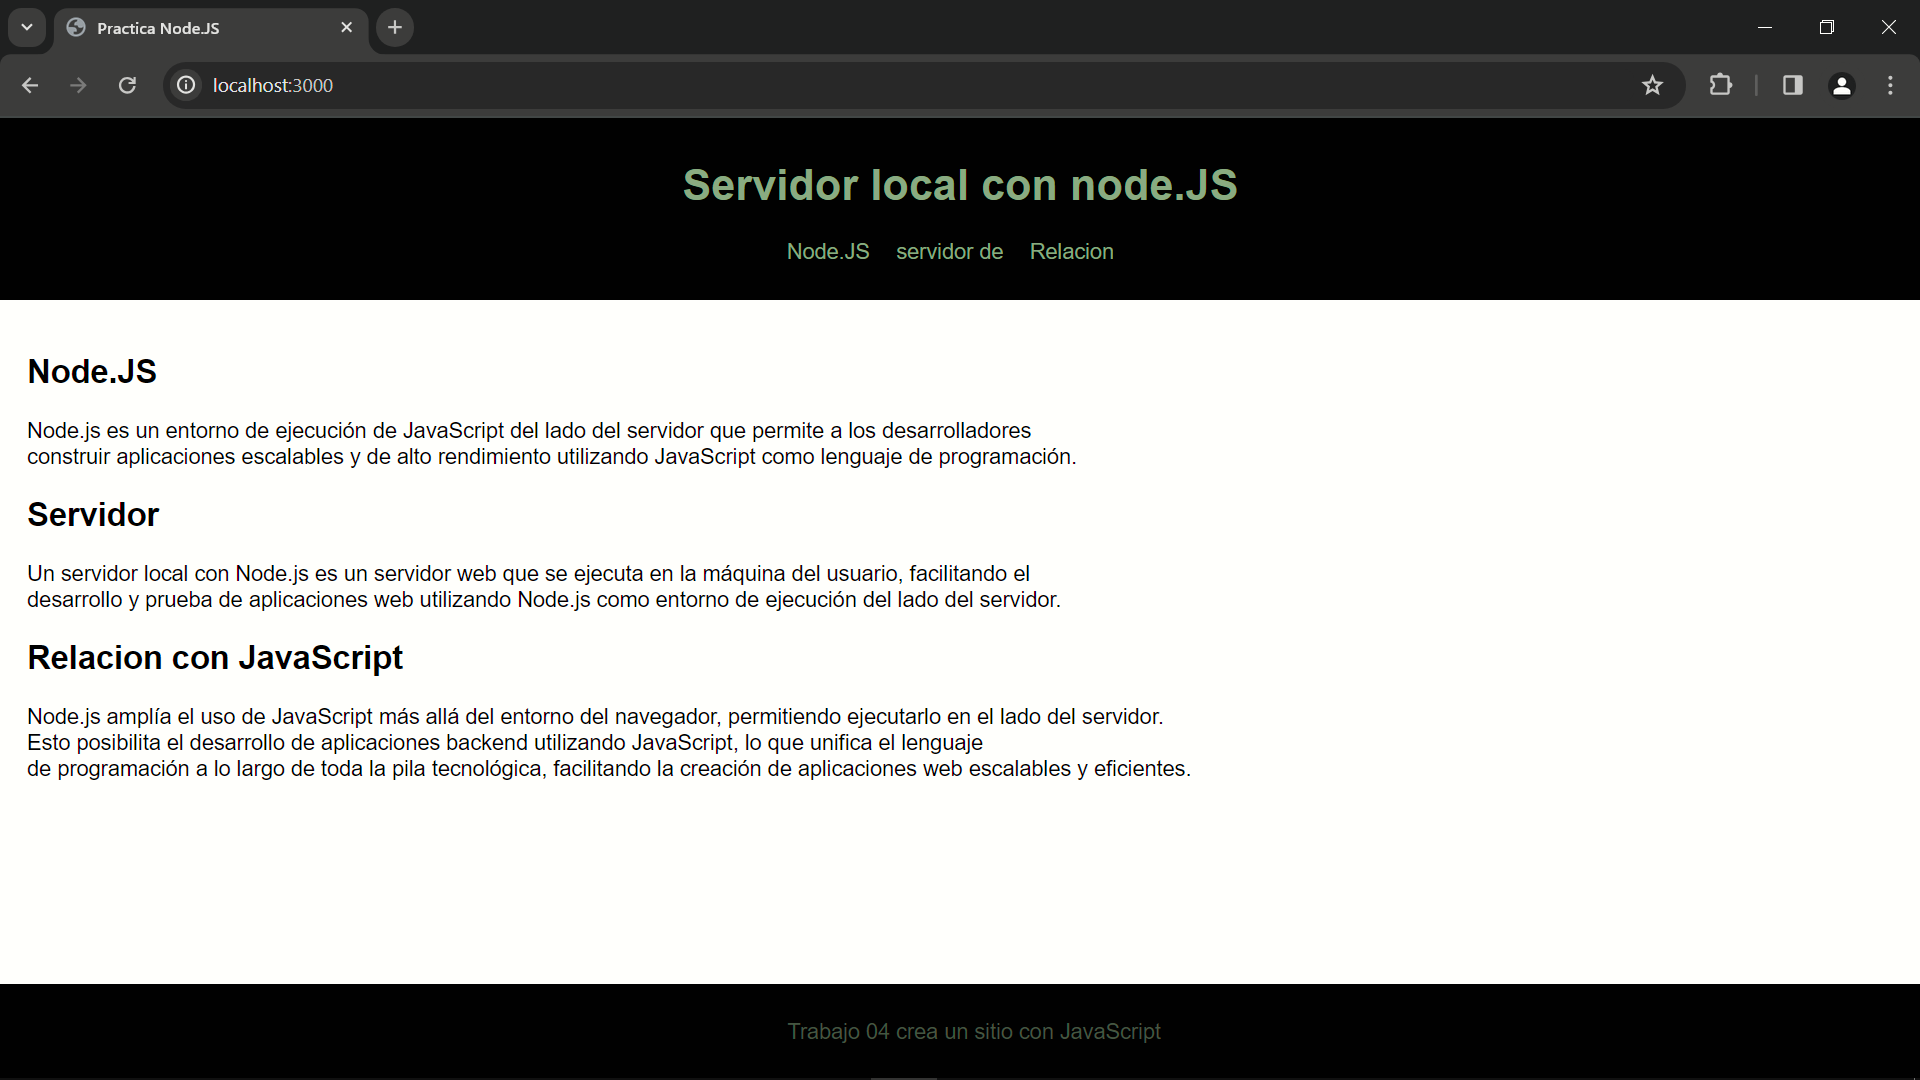 Practica Node.JS
localhost:3000
Servidor local con node.JS
Node.JS servidor de Relacion
Node.JS
Node.js es un entorno de ejecución de JavaScript del lado del servidor que permite a los desarrolladores
construir aplicaciones escalables y de alto rendimiento utilizando JavaScript como lenguaje de programación.
Servidor
Un servidor local con Node.js es un servidor web que se ejecuta en la máquina del usuario, facilitando el
desarrollo y prueba de aplicaciones web utilizando Node.js como entorno de ejecución del lado del servidor.
Relacion con JavaScript
Node.js amplía el uso de JavaScript más allá del entorno del navegador, permitiendo ejecutarlo en el lado del servidor.
Esto posibilita el desarrollo de aplicaciones backend utilizando JavaScript, lo que unifica el lenguaje
de programación a lo largo de toda la pila tecnológica, facilitando la creación de aplicaciones web escalables y eficientes.
Trabajo 04 crea un sitio con JavaScript